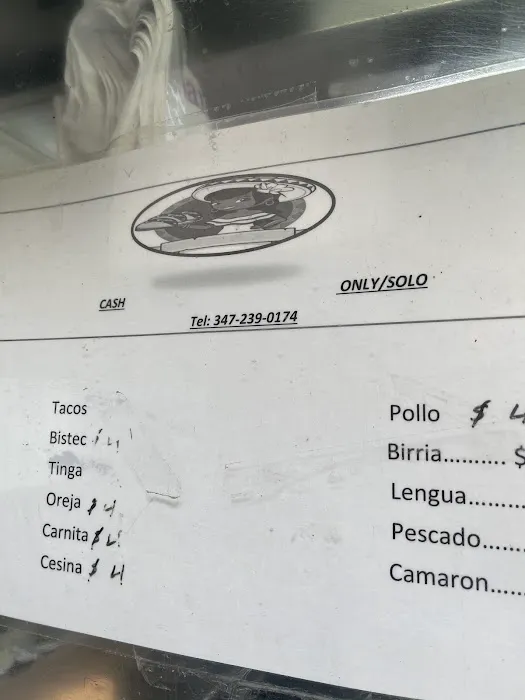 CASH
ONLY/SOLO
Tel: 347-239-0174
Tacos
Bistec $4
Tinga
Oreja $4
Carnita $4
Cesina $4
Pollo $ 4
Birria.......... $
Lengua........
Pescado......
Camaron.....